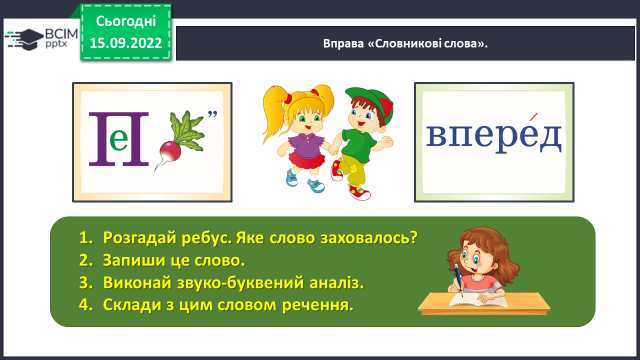 ВСІМ
pptx
Сьогодні
15.09.2022
Вправа «Словникові слова».
П
е
”
впере́д
1. Розгадай ребус. Яке слово заховалось?
2. Запиши це слово.
3. Виконай звуко-буквений аналіз.
4. Склади з цим словом речення.